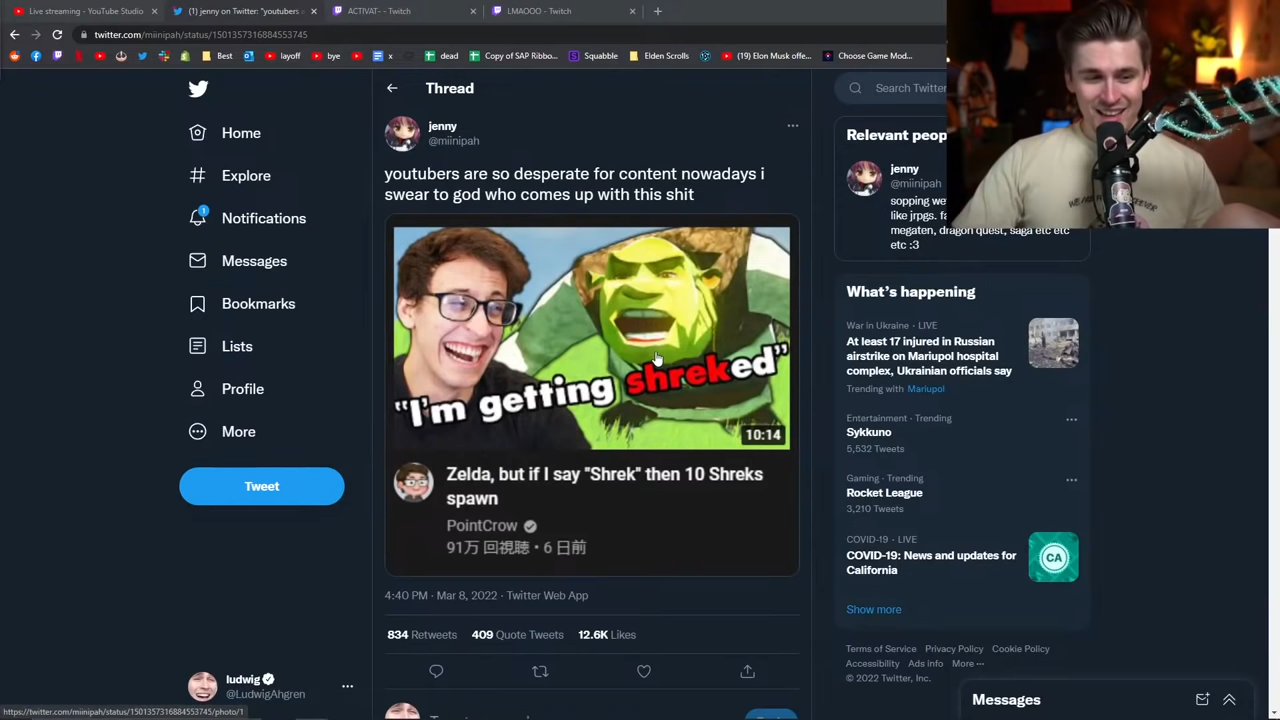 Live streaming - YouTube Studio
(1) jenny on Twitter: "youtubers
ACTIVAT- - Twitch
LMAOOO - Twitch
twitter.com/miinipah/status/1501357316884553745
Best
layoff
bye
x
dead
Copy of SAP Ribbo...
Squabble
Elden Scrolls
(19) Elon Musk offe...
Choose Game Mod...
Home
Explore
1
Notifications
Messages
Bookmarks
Lists
Profile
More
Tweet
ludwig
@LudwigAhgren
https://twitter.com/miinipah/status/1501357316884553745/photo/1
Thread
jenny
@miinipah
youtubers are so desperate for content nowadays i
swear to god who comes up with this shit
"I'm getting shreked"
10:14
Zelda, but if I say "Shrek" then 10 Shreks
spawn
PointCrow
91万 回視聴・6 日前
4:40 PM · Mar 8, 2022 · Twitter Web App
834 Retweets 409 Quote Tweets 12.6K Likes
Search Twitter
Relevant peop
jenny
@miinipah
sopping we
like jrpgs. fa
megaten, dragon quest, saga etc etc
etc :3
What's happening
War in Ukraine · LIVE
At least 17 injured in Russian
airstrike on Mariupol hospital
complex, Ukrainian officials say
Trending with Mariupol
Entertainment · Trending
Sykkuno
5,532 Tweets
Gaming · Trending
Rocket League
3,210 Tweets
COVID-19 · LIVE
COVID-19: News and updates for
California
CA
Show more
Terms of Service Privacy Policy Cookie Policy
Accessibility Ads info More
© 2022 Twitter, Inc.
Messages